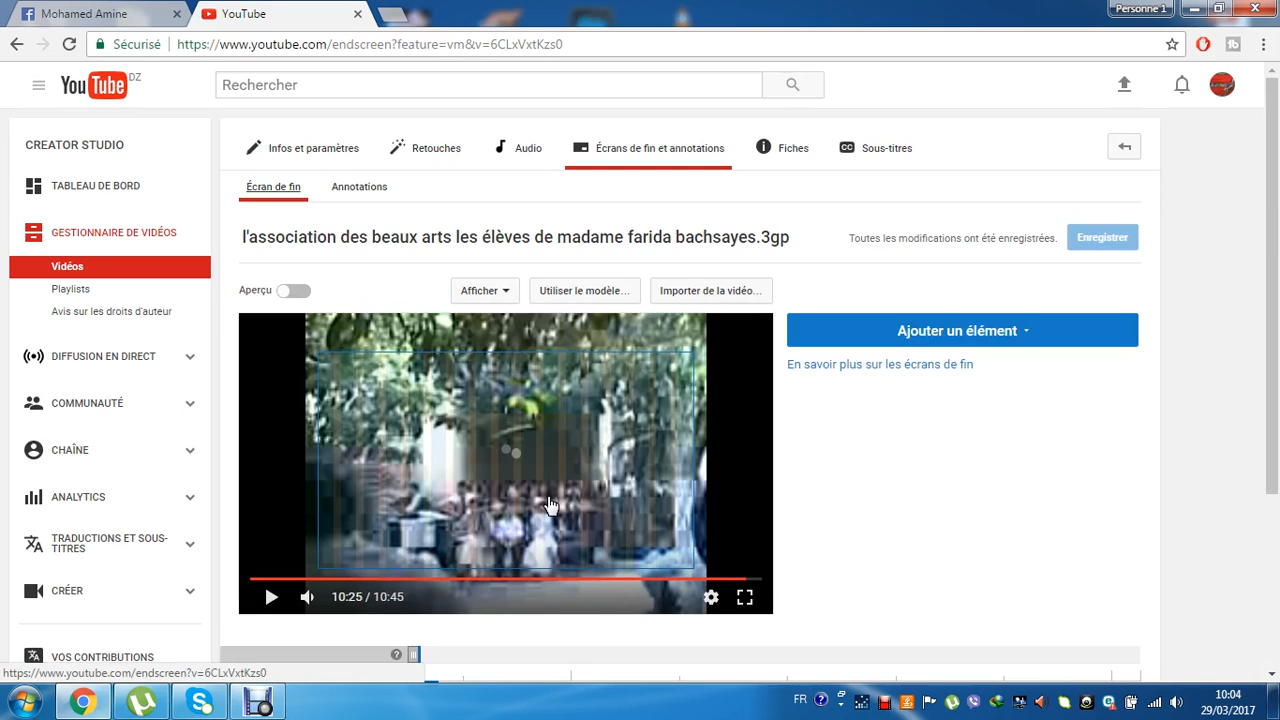 Mohamed Amine
YouTube
Personne 1
Sécurisé
https://www.youtube.com/endscreen?feature=vm&v=6CLxVxtKzs0
YouTube DZ
Rechercher
CREATOR STUDIO
TABLEAU DE BORD
GESTIONNAIRE DE VIDÉOS
Vidéos
Playlists
Avis sur les droits d'auteur
DIFFUSION EN DIRECT
COMMUNAUTÉ
CHAÎNE
ANALYTICS
TRADUCTIONS ET SOUS-
TITRES
CRÉER
VOS CONTRIBUTIONS
Infos et paramètres
Retouches
Audio
Écrans de fin et annotations
Fiches
CC Sous-titres
Écran de fin
Annotations
l'association des beaux arts les élèves de madame farida bachsayes.3gp
Toutes les modifications ont été enregistrées.
Enregistrer
Aperçu
Afficher
Utiliser le modèle...
Importer de la vidéo...
Ajouter un élément
En savoir plus sur les écrans de fin
10:25 / 10:45
https://www.youtube.com/endscreen?v=6CLxVxtKzs0
FR
10:04
29/03/2017